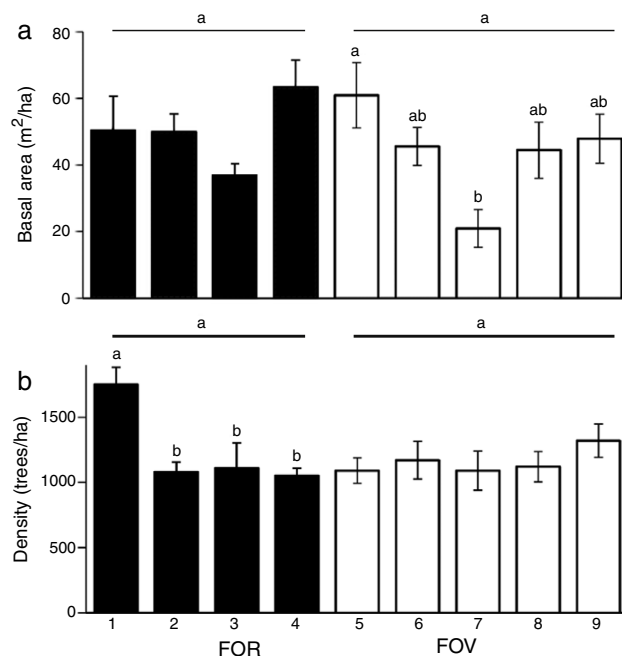 a
a a
80
60
40
20
0
Basal area (m²/ha)
a
ab
b
ab
ab
b
a a
1500
1000
500
0
Density (trees/ha)
a
b
b
b
1 2 3 4 5 6 7 8 9
FOR FOV